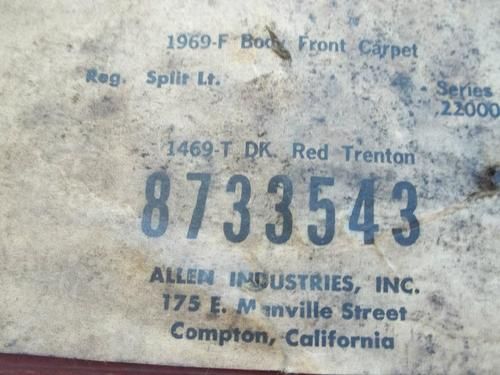 1969-F Body Front Carpet
Reg. Split Lt. Series
22000
1469-T DK. Red Trenton
8733543
ALLEN INDUSTRIES, INC.
175 E. Manville Street
Compton, California